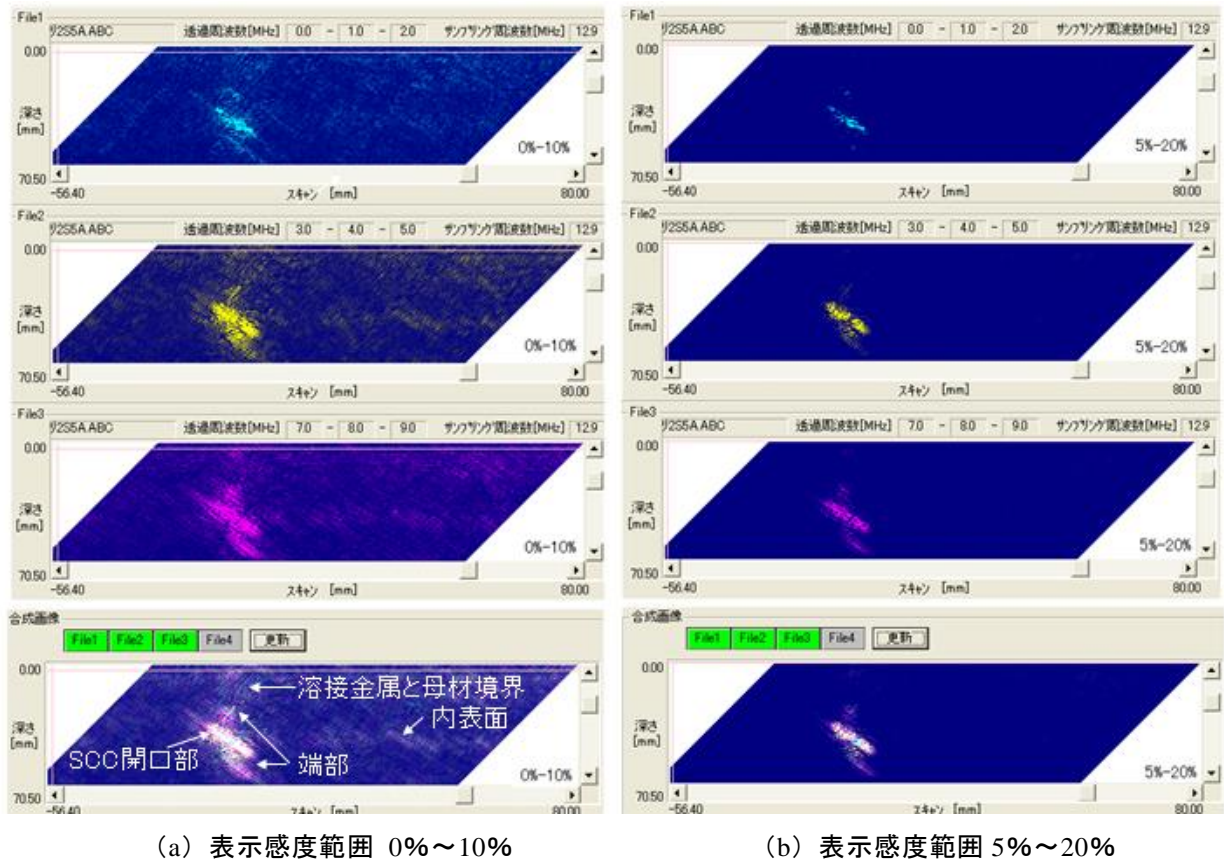 File1
リ2S5A.ABC 透過周波数[MHz] 0.0 - 1.0 - 2.0 サンプリング周波数[MHz] 12.9
0.00
深さ
[mm]
0%-10%
70.50
-56.40 スキャン [mm] 80.00
File2
リ2S5A.ABC 透過周波数[MHz] 3.0 - 4.0 - 5.0 サンプリング周波数[MHz] 12.9
0.00
深さ
[mm]
0%-10%
70.50
-56.40 スキャン [mm] 80.00
File3
リ2S5A.ABC 透過周波数[MHz] 7.0 - 8.0 - 9.0 サンプリング周波数[MHz] 12.9
0.00
深さ
[mm]
0%-10%
70.50
-56.40 スキャン [mm] 80.00
合成画像
File1 File2 File3 File4 更新
0.00
溶接金属と母材境界
内表面
深さ
[mm]
SCC開口部
端部
0%-10%
70.50
-56.40 スキャン [mm] 80.00
(a) 表示感度範囲 0%~10%
File1
リ2S5A.ABC 透過周波数[MHz] 0.0 - 1.0 - 2.0 サンプリング周波数[MHz] 12.9
0.00
深さ
[mm]
5%-20%
70.50
-56.40 スキャン [mm] 80.00
File2
リ2S5A.ABC 透過周波数[MHz] 3.0 - 4.0 - 5.0 サンプリング周波数[MHz] 12.9
0.00
深さ
[mm]
5%-20%
70.50
-56.40 スキャン [mm] 80.00
File3
リ2S5A.ABC 透過周波数[MHz] 7.0 - 8.0 - 9.0 サンプリング周波数[MHz] 12.9
0.00
深さ
[mm]
5%-20%
70.50
-56.40 スキャン [mm] 80.00
合成画像
File1 File2 File3 File4 更新
0.00
深さ
[mm]
5%-20%
70.50
-56.40 スキャン [mm] 80.00
(b) 表示感度範囲 5%~20%